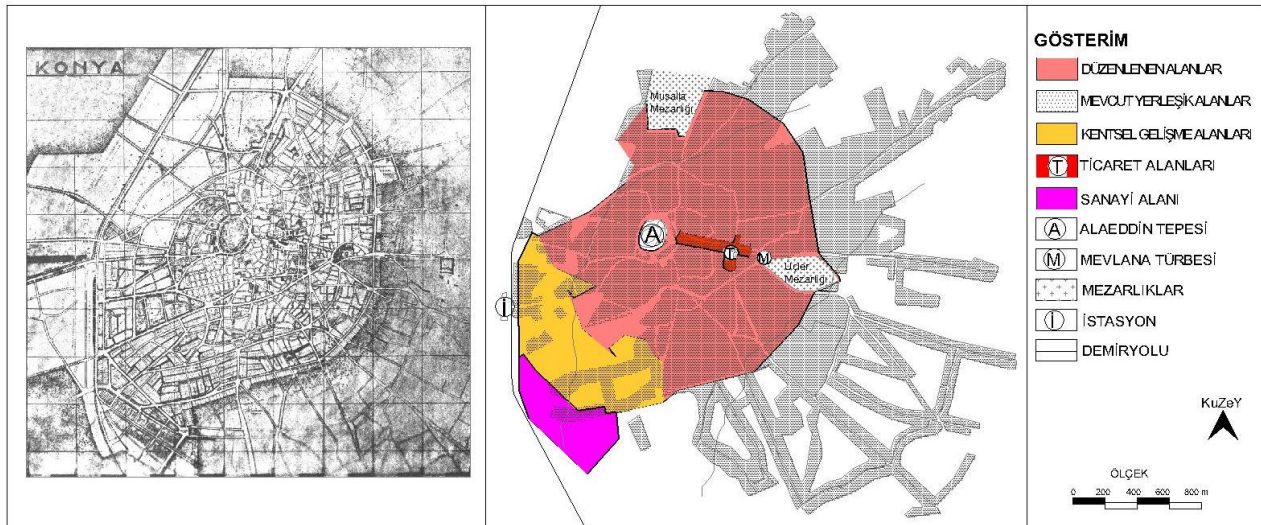 KONYA
Musalla
Mezarlığı
A
T
M
Üçler
Mezarlığı
İ
GÖSTERİM
DÜZENLENEN ALANLAR
MEVCUT YERLEŞİK ALANLAR
KENTSEL GELİŞME ALANLARI
T TİCARET ALANLARI
SANAYİ ALANI
A ALAEDDİN TEPESİ
M MEVLANA TÜRBESİ
MEZARLIKLAR
İ İSTASYON
DEMİRYOLU
KuZeY
ÖLÇEK
0 200 400 600 800 m